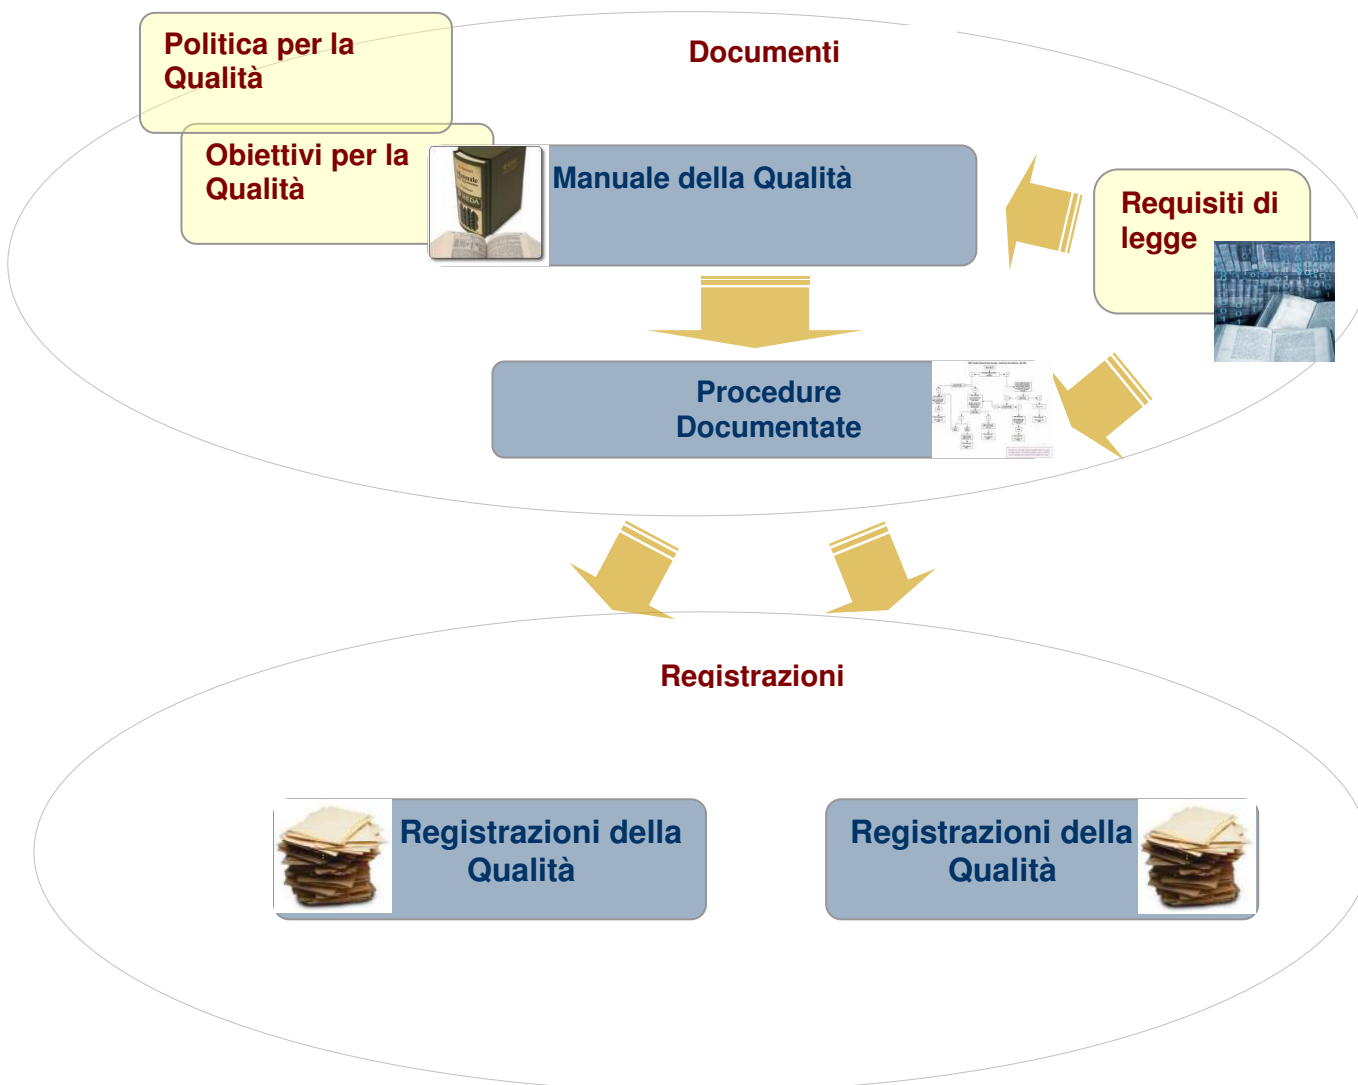 Politica per la
Qualità
Documenti
Obiettivi per la
Qualità
Manuale della Qualità
Requisiti di
legge
Procedure
Documentate
Registrazioni
Registrazioni della
Qualità
Registrazioni della
Qualità